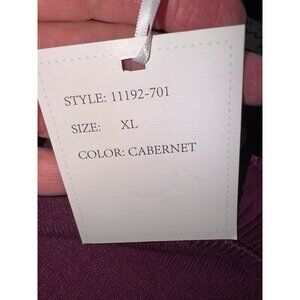 STYLE: 11192-701
SIZE: XL
COLOR: CABERNET